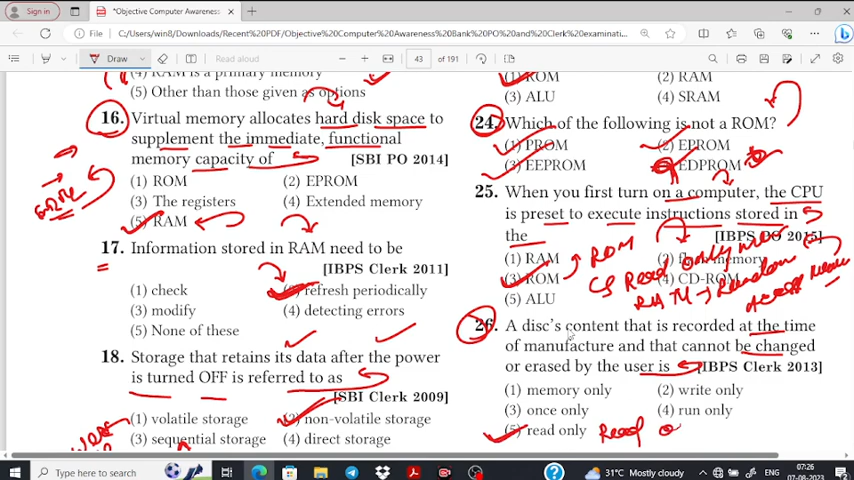 Sign in
*Objective Computer Awareness
C:/Users/win8/Downloads/Recent%20PDF/Objective%20Computer%20Awareness%20Bank%20PO%20and%20Clerk%20examinati...
Draw
Read aloud
43 of 191
(4) RAM is a primary memory
(5) Other than those given as options
16. Virtual memory allocates hard disk space to
supplement the immediate, functional
memory capacity of
[SBI PO 2014]
(1) ROM (2) EPROM
(3) The registers (4) Extended memory
(5) RAM
17. Information stored in RAM need to be
[IBPS Clerk 2011]
(1) check (2) refresh periodically
(3) modify (4) detecting errors
(5) None of these
18. Storage that retains its data after the power
is turned OFF is referred to as
[SBI Clerk 2009]
(1) volatile storage (2) non-volatile storage
(3) sequential storage (4) direct storage
(1) ROM (2) RAM
(3) ALU (4) SRAM
24. Which of the following is not a ROM?
(1) PROM (2) EPROM
(3) EEPROM EDPROM
25. When you first turn on a computer, the CPU
is preset to execute instructions stored in
the
[IBPS PO 2015]
(1) RAM (2) flash memory
(3) ROM (4) CD-ROM
(5) ALU
ROM
Read only
RAM → Random
Access
26. A disc's content that is recorded at the time
of manufacture and that cannot be changed
or erased by the user is
[IBPS Clerk 2013]
(1) memory only (2) write only
(3) once only (4) run only
(5) read only Read o
Type here to search
31°C Mostly cloudy
ENG
07:26
07-08-2023